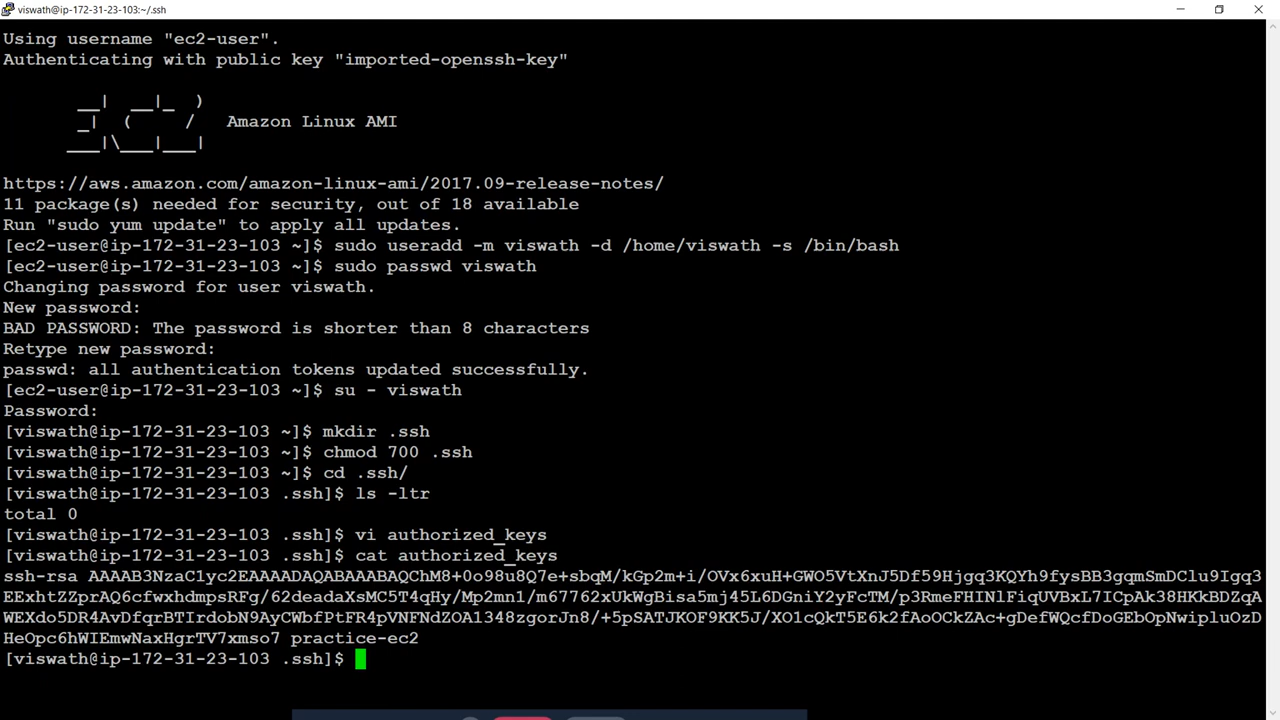 viswath@ip-172-31-23-103:~/.ssh
Using username "ec2-user".
Authenticating with public key "imported-openssh-key"
__|  __|_  )
_|  (     /   Amazon Linux AMI
___|\___|___|
https://aws.amazon.com/amazon-linux-ami/2017.09-release-notes/
11 package(s) needed for security, out of 18 available
Run "sudo yum update" to apply all updates.
[ec2-user@ip-172-31-23-103 ~]$ sudo useradd -m viswath -d /home/viswath -s /bin/bash
[ec2-user@ip-172-31-23-103 ~]$ sudo passwd viswath
Changing password for user viswath.
New password:
BAD PASSWORD: The password is shorter than 8 characters
Retype new password:
passwd: all authentication tokens updated successfully.
[ec2-user@ip-172-31-23-103 ~]$ su - viswath
Password:
[viswath@ip-172-31-23-103 ~]$ mkdir .ssh
[viswath@ip-172-31-23-103 ~]$ chmod 700 .ssh
[viswath@ip-172-31-23-103 ~]$ cd .ssh/
[viswath@ip-172-31-23-103 .ssh]$ ls -ltr
total 0
[viswath@ip-172-31-23-103 .ssh]$ vi authorized_keys
[viswath@ip-172-31-23-103 .ssh]$ cat authorized_keys
ssh-rsa AAAAB3NzaC1yc2EAAAADAQABAAABAQChM8+0o98u8Q7e+sbqM/kGp2m+i/OVx6xuH+GWO5VtXnJ5Df59Hjgq3KQYh9fysBB3gqmSmDClu9Igq3
EExhtZZprAQ6cfwxhdmpsRFg/62deadaXsMC5T4qHy/Mp2mn1/m67762xUkWgBisa5mj45L6DGniY2yFcTM/p3RmeFHINlFiqUVBxL7ICpAk38HKkBDZqA
WEXdo5DR4AvDfqrBTIrdobN9AyCWbfPtFR4pVNFNdZOA1348zgorJn8/+5pSATJKOF9KK5J/XO1cQkT5E6k2fAoOCkZAc+gDefWQcfDoGEbOpNwipluOzD
HeOpc6hWIEmwNaxHgrTV7xmso7 practice-ec2
[viswath@ip-172-31-23-103 .ssh]$